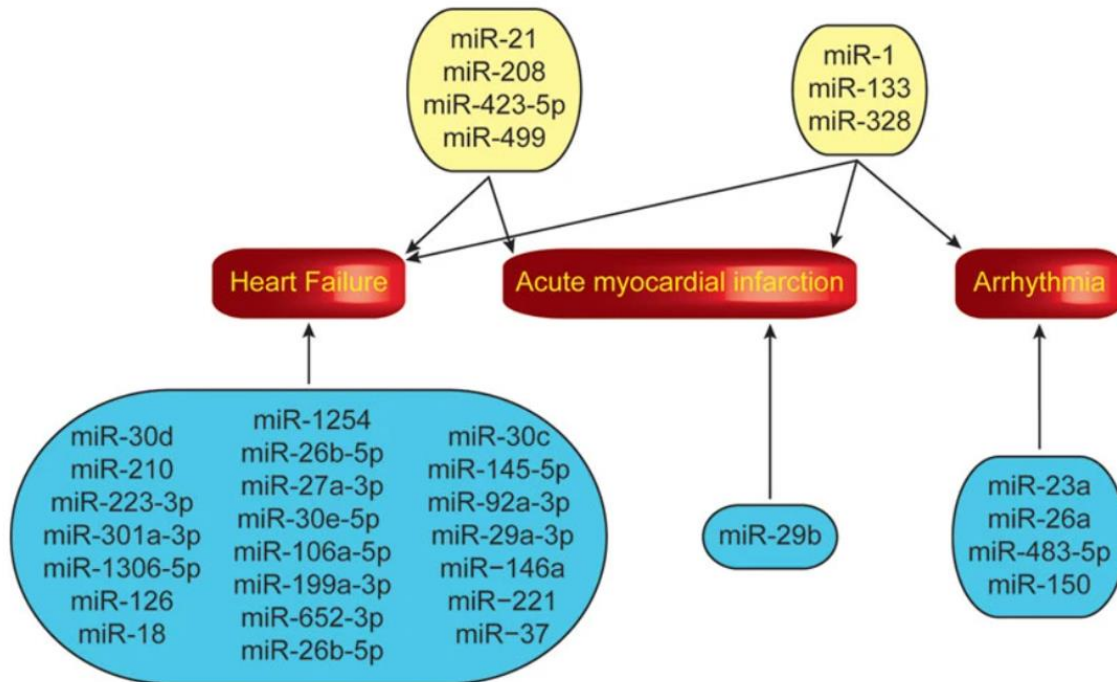 miR-21
miR-208
miR-423-5p
miR-499
miR-1
miR-133
miR-328
Heart Failure
Acute myocardial infarction
Arrhythmia
miR-30d
miR-210
miR-223-3p
miR-301a-3p
miR-1306-5p
miR-126
miR-18
miR-1254
miR-26b-5p
miR-27a-3p
miR-30e-5p
miR-106a-5p
miR-199a-3p
miR-652-3p
miR-26b-5p
miR-30c
miR-145-5p
miR-92a-3p
miR-29a-3p
miR−146a
miR−221
miR−37
miR-29b
miR-23a
miR-26a
miR-483-5p
miR-150